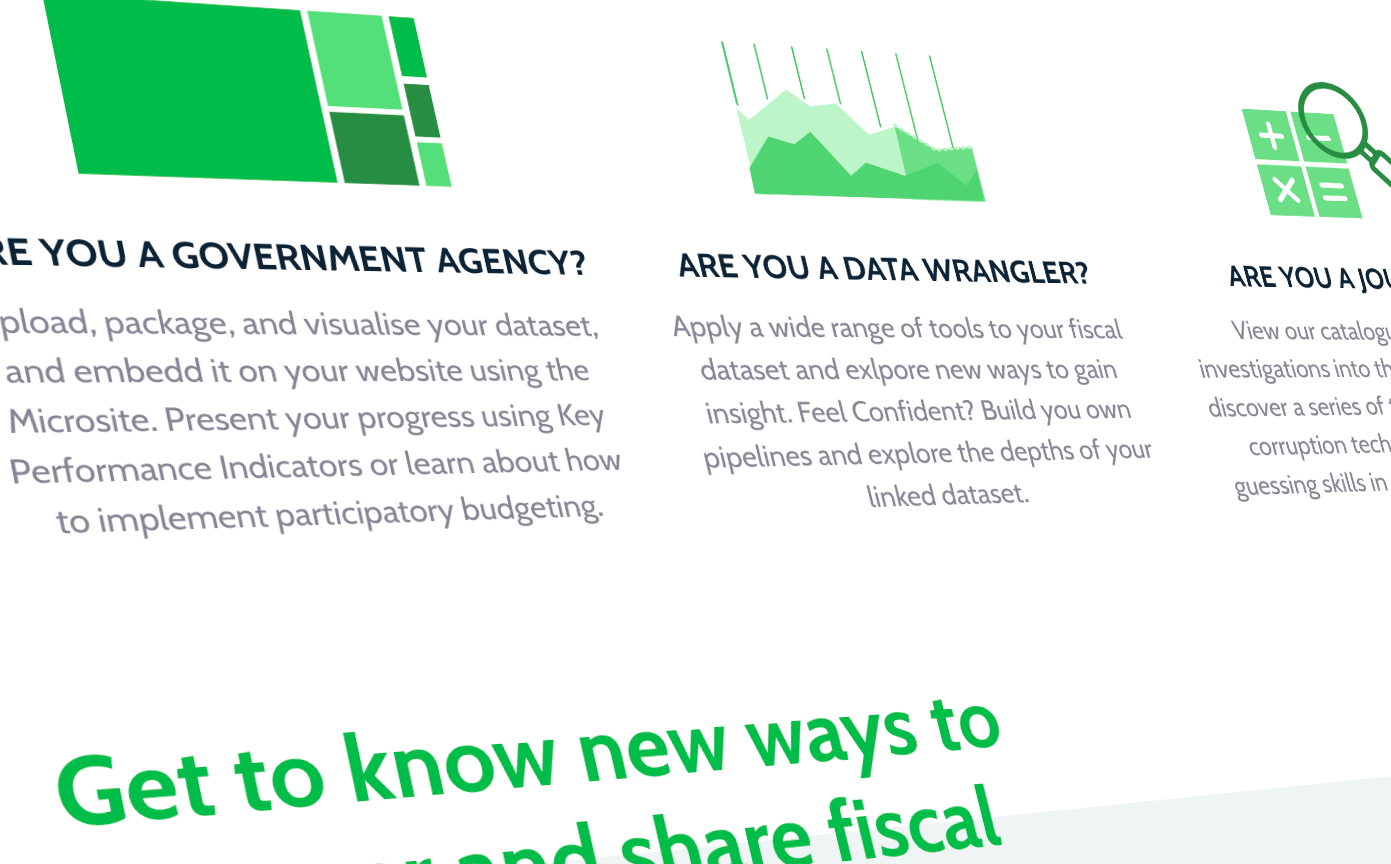 RE YOU A GOVERNMENT AGENCY?
pload, package, and visualise your dataset,
and embedd it on your website using the
Microsite. Present your progress using Key
Performance Indicators or learn about how
to implement participatory budgeting.
ARE YOU A DATA WRANGLER?
Apply a wide range of tools to your fiscal
dataset and exlpore new ways to gain
insight. Feel Confident? Build you own
pipelines and explore the depths of your
linked dataset.
ARE YOU A JOU
View our catalogu
investigations into th
discover a series of
corruption tech
guessing skills in
Get to know new ways to
and share fiscal